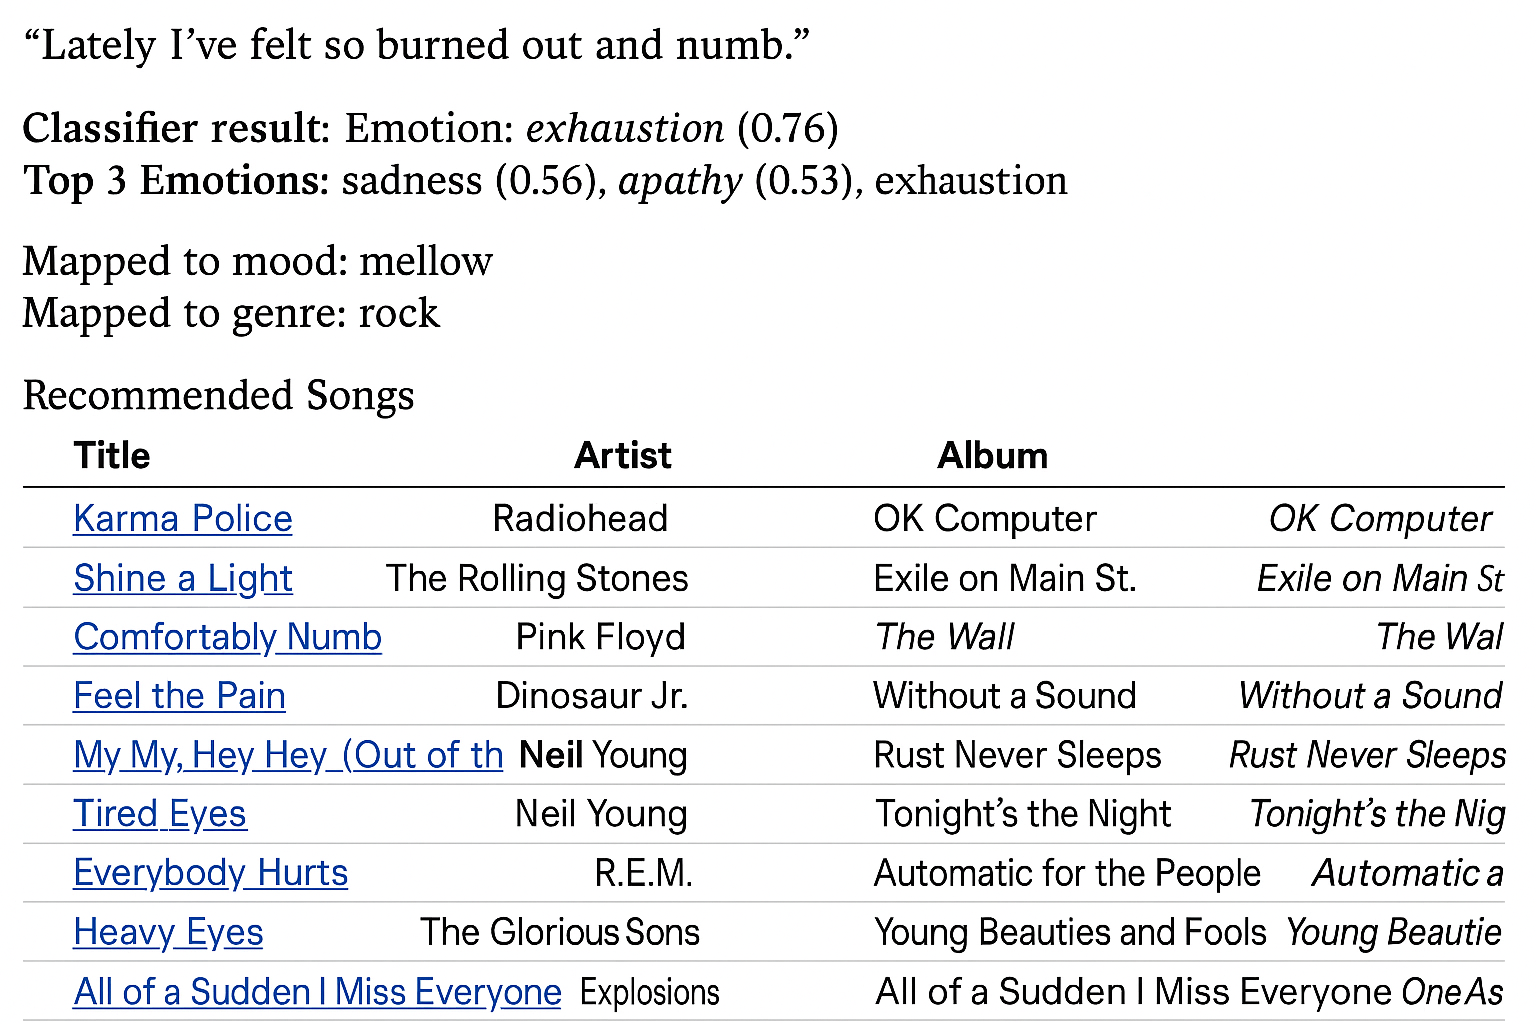 “Lately I’ve felt so burned out and numb.”
Classifier result: Emotion: exhaustion (0.76)
Top 3 Emotions: sadness (0.56), apathy (0.53), exhaustion
Mapped to mood: mellow
Mapped to genre: rock
Recommended Songs
Title Artist Album
Karma Police Radiohead OK Computer OK Computer
Shine a Light The Rolling Stones Exile on Main St. Exile on Main St
Comfortably Numb Pink Floyd The Wall The Wal
Feel the Pain Dinosaur Jr. Without a Sound Without a Sound
My My, Hey Hey (Out of th Neil Young Rust Never Sleeps Rust Never Sleeps
Tired Eyes Neil Young Tonight’s the Night Tonight’s the Nig
Everybody Hurts R.E.M. Automatic for the People Automatic a
Heavy Eyes The Glorious Sons Young Beauties and Fools Young Beautie
All of a Sudden I Miss Everyone Explosions All of a Sudden I Miss Everyone One As